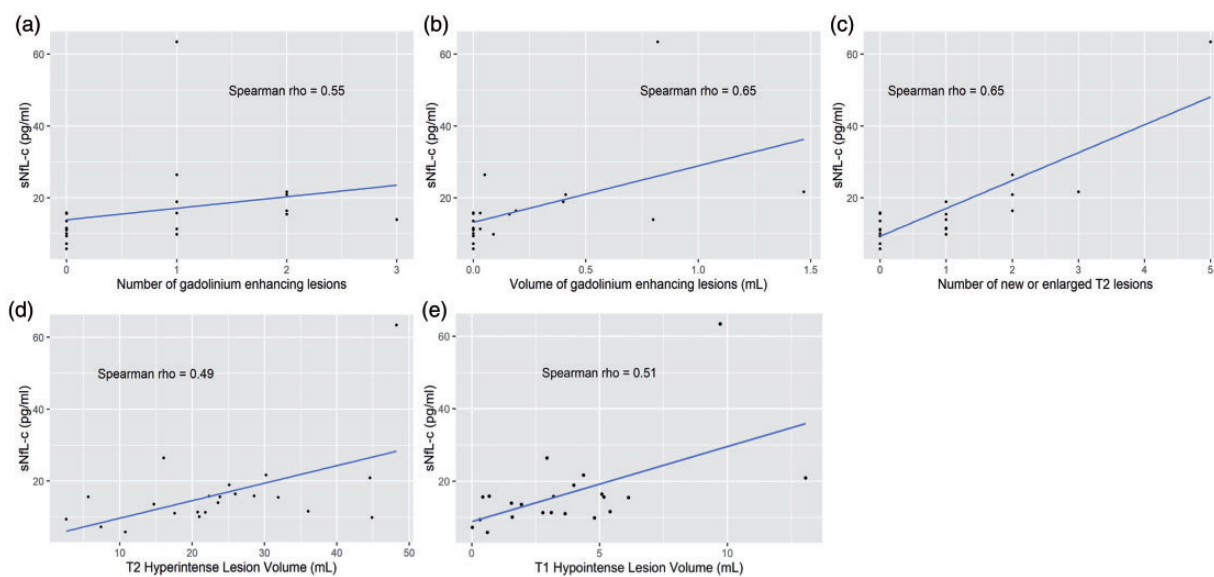 (a)
60
40
20
sNfL-c (pg/ml)
Spearman rho = 0.55
0 1 2 3
Number of gadolinium enhancing lesions
(b)
60
40
20
sNfL-c (pg/ml)
Spearman rho = 0.65
0.0 0.5 1.0 1.5
Volume of gadolinium enhancing lesions (mL)
(c)
60
40
20
sNfL-c (pg/ml)
Spearman rho = 0.65
0 1 2 3 4 5
Number of new or enlarged T2 lesions
(d)
60
40
20
sNfL-c (pg/ml)
Spearman rho = 0.49
10 20 30 40 50
T2 Hyperintense Lesion Volume (mL)
(e)
60
40
20
sNfL-c (pg/ml)
Spearman rho = 0.51
0 5 10
T1 Hypointense Lesion Volume (mL)